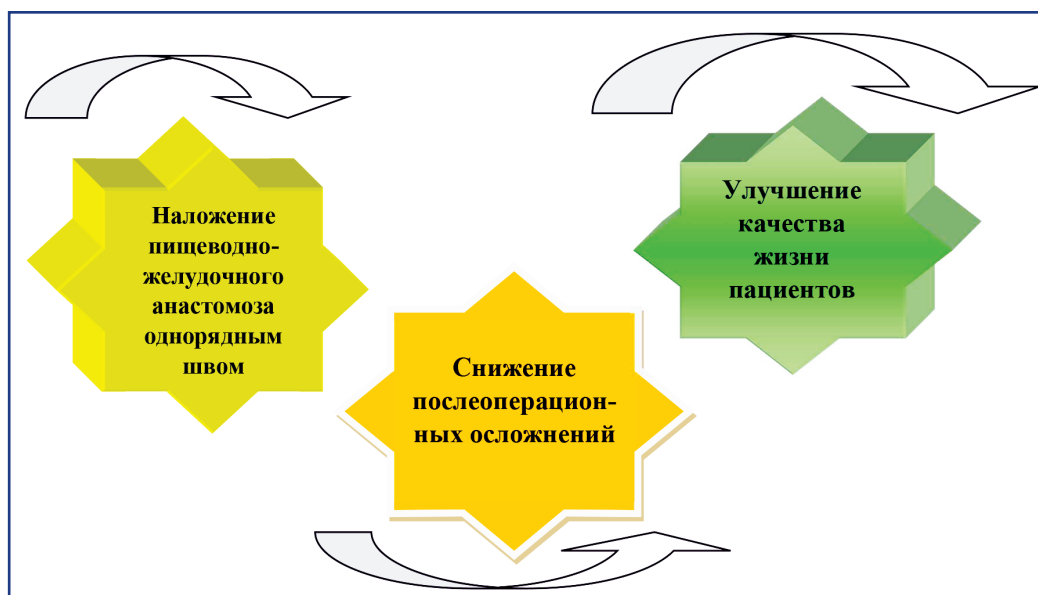 Наложение
пищеводно-
желудочного
анастомоза
однорядным
швом
Снижение
послеоперацион-
ных осложнений
Улучшение
качества
жизни
пациентов